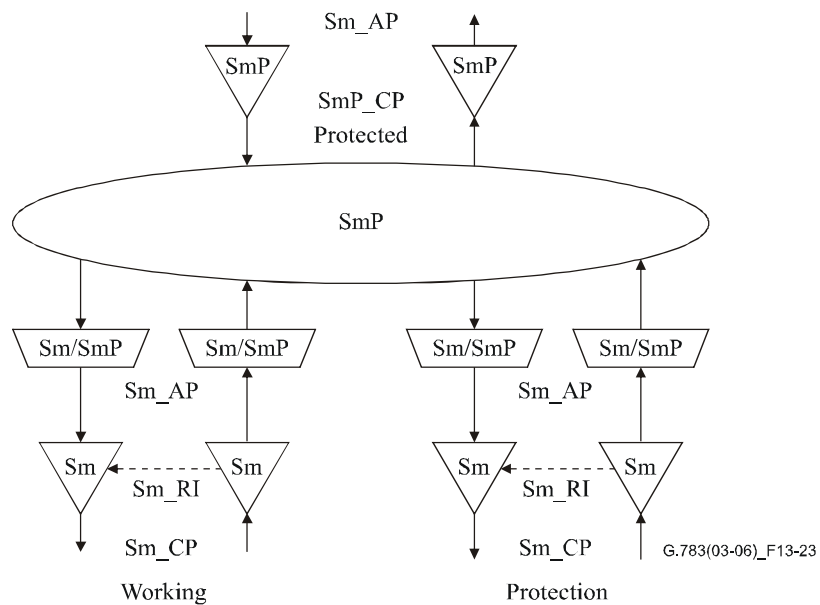 Sm_AP
SmP SmP
SmP_CP
Protected
SmP
Sm/SmP Sm/SmP Sm/SmP Sm/SmP
Sm_AP Sm_AP
Sm Sm Sm Sm
Sm_RI Sm_RI
Sm_CP Sm_CP G.783(03-06)_F13-23
Working Protection